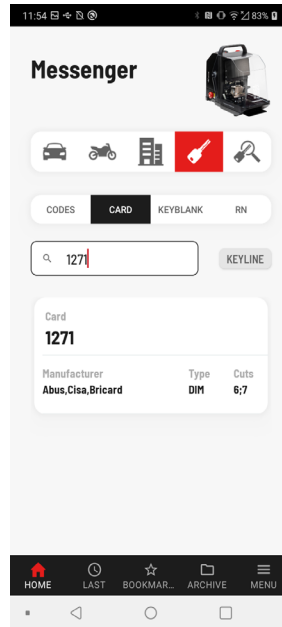 11:54 83%
Messenger
CODES CARD KEYBLANK RN
1271 KEYLINE
Card
1271
Manufacturer Type Cuts
Abus,Cisa,Bricard DIM 6;7
HOME LAST BOOKMAR... ARCHIVE MENU